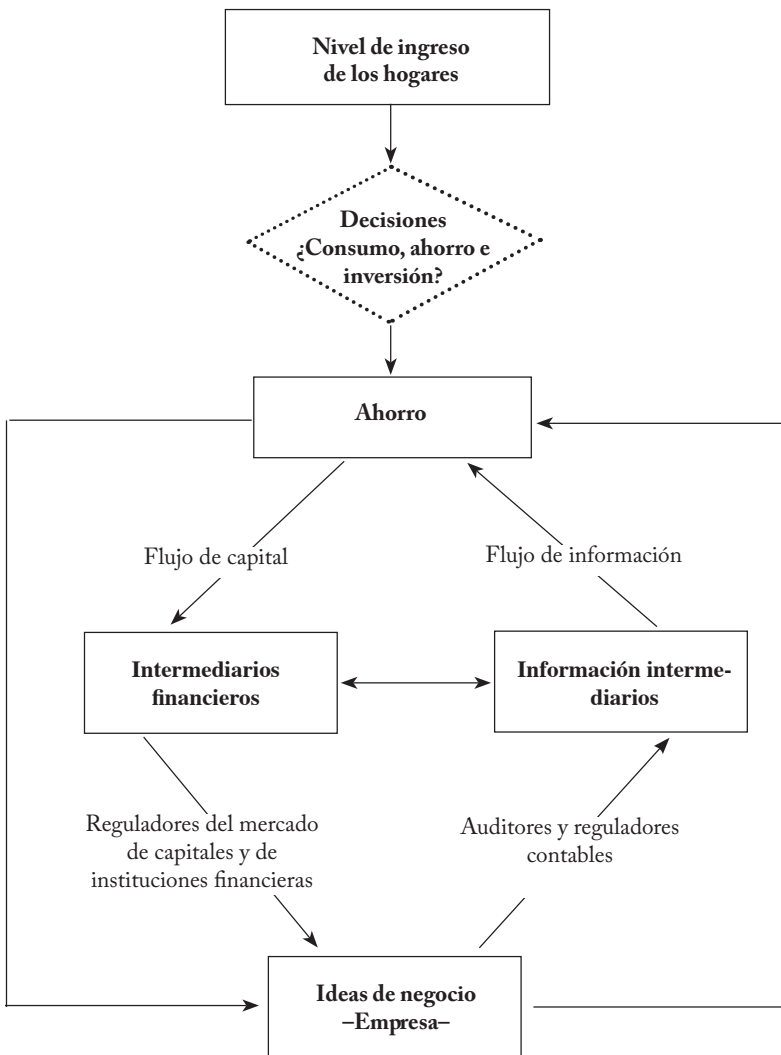 Nivel de ingreso
de los hogares
Decisiones
¿Consumo, ahorro e
inversión?
Ahorro
Flujo de capital
Flujo de información
Intermediarios
financieros
Información interme-
diarios
Reguladores del mercado
de capitales y de
instituciones financieras
Auditores y reguladores
contables
Ideas de negocio
–Empresa–